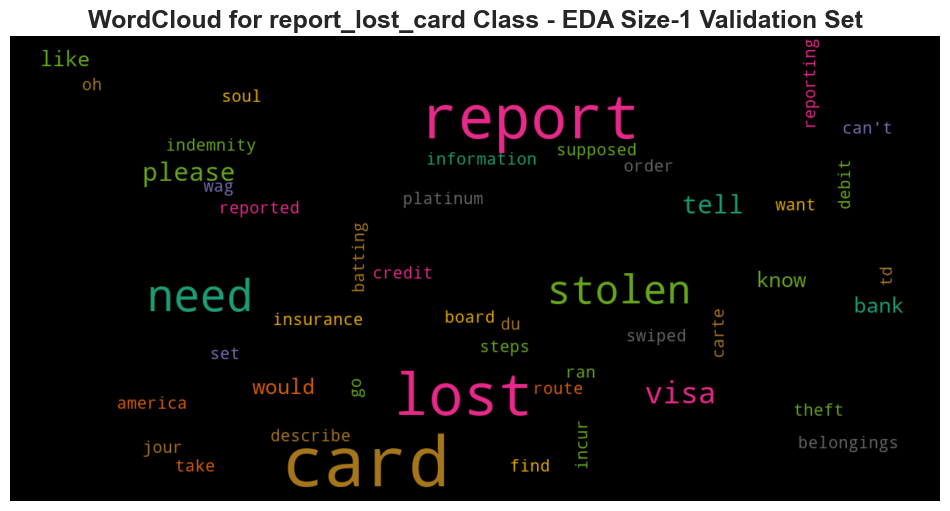 WordCloud for report_lost_card Class - EDA Size-1 Validation Set
like
oh
soul
report
reporting
can't
indemnity
information
supposed
order
please
wag
debit
reported
platinum
tell
want
batting
credit
need
stolen
know
td
bank
insurance
board
du
swiped
carte
set
steps
would
go
lost
ran
route
visa
america
theft
jour
describe
card
take
find
incur
belongings